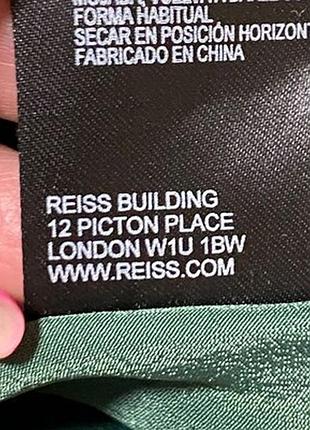 FORMA HABITUAL.
SECAR EN POSICIÓN HORIZONT
FABRICADO EN CHINA
REISS BUILDING
12 PICTON PLACE
LONDON W1U 1BW
WWW.REISS.COM